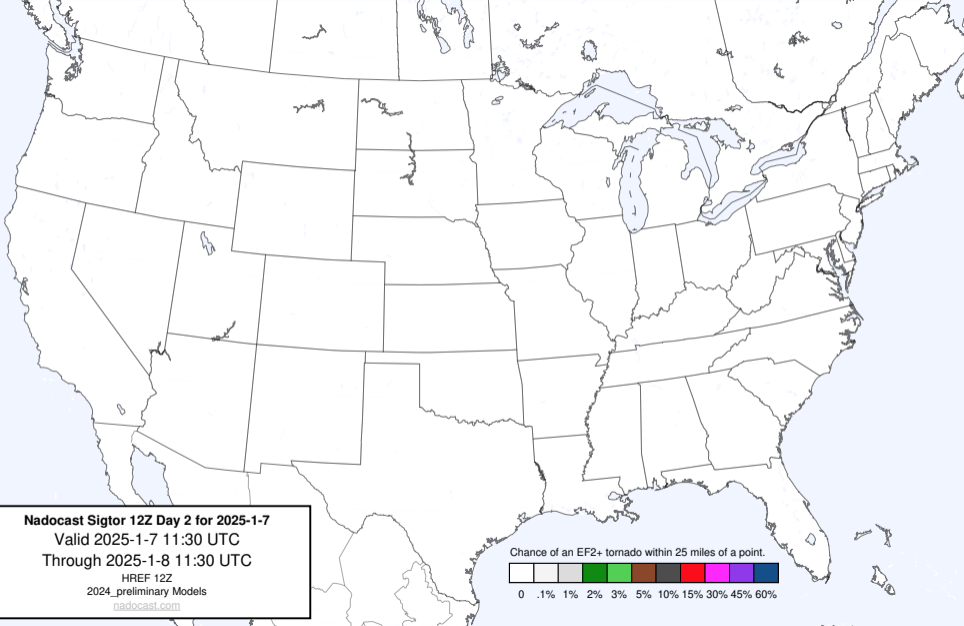 Nadocast Sigtor 12Z Day 2 for 2025-1-7
Valid 2025-1-7 11:30 UTC
Through 2025-1-8 11:30 UTC
HREF 12Z
2024_preliminary Models
nadocast.com
Chance of an EF2+ tornado within 25 miles of a point.
0 .1% 1% 2% 3% 5% 10% 15% 30% 45% 60%